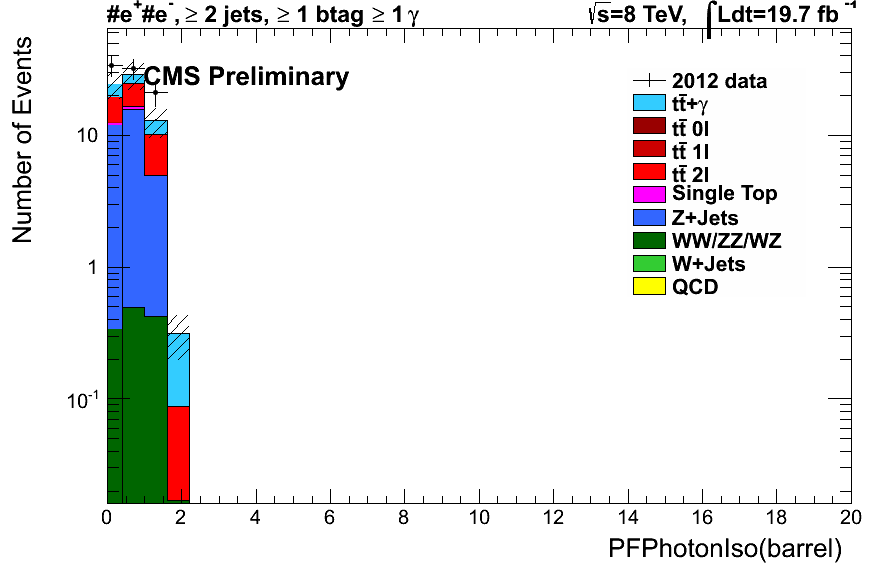 #e⁺#e⁻, ≥ 2 jets, ≥ 1 btag ≥ 1 γ
√s=8 TeV, ∫Ldt=19.7 fb⁻¹
CMS Preliminary
Number of Events
10
1
10⁻¹
2012 data
tt̄+γ
tt̄ 0l
tt̄ 1l
tt̄ 2l
Single Top
Z+Jets
WW/ZZ/WZ
W+Jets
QCD
0 2 4 6 8 10 12 14 16 18 20
PFPhotonIso(barrel)